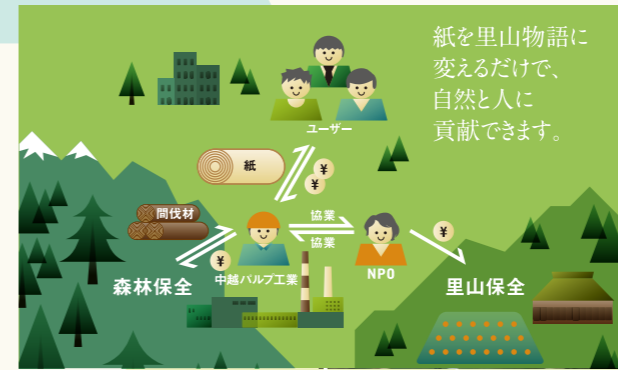 紙を里山物語に
変えるだけで、
自然と人に
貢献できます。
ユーザー
紙
¥
¥
間伐材
協業
協業
¥
¥
中越パルプ工業
NPO
森林保全
里山保全